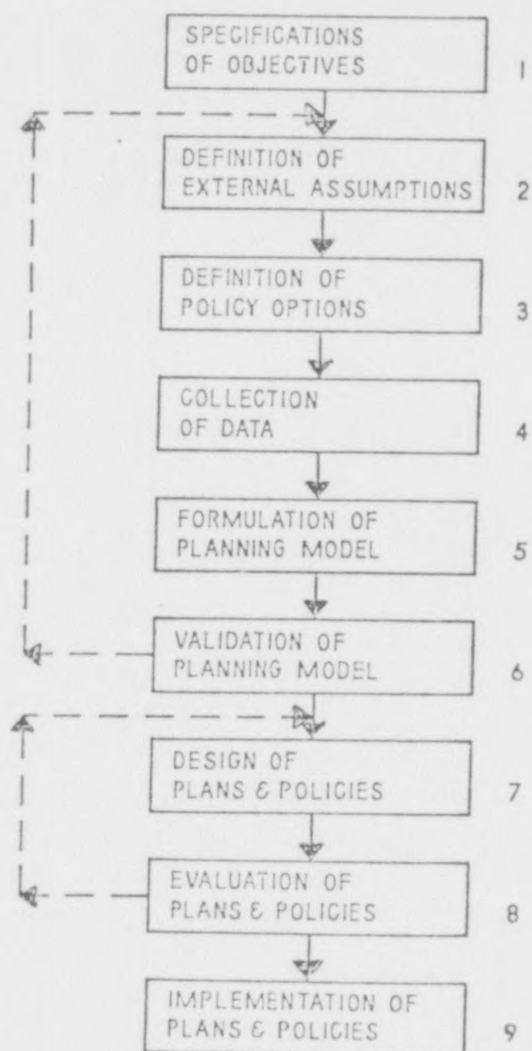 SPECIFICATIONS
OF OBJECTIVES
1
DEFINITION OF
EXTERNAL ASSUMPTIONS
2
DEFINITION OF
POLICY OPTIONS
3
COLLECTION
OF DATA
4
FORMULATION OF
PLANNING MODEL
5
VALIDATION OF
PLANNING MODEL
6
DESIGN OF
PLANS & POLICIES
7
EVALUATION OF
PLANS & POLICIES
8
IMPLEMENTATION OF
PLANS & POLICIES
9